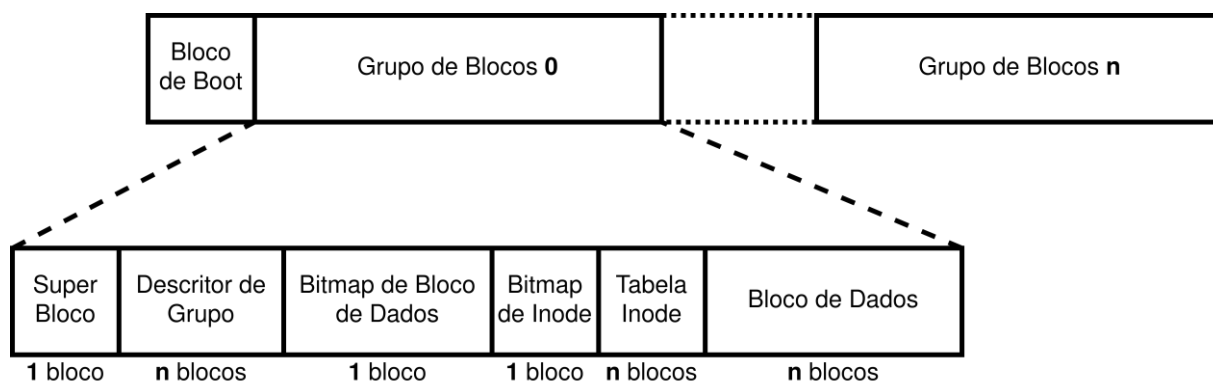 Bloco
de Boot
Grupo de Blocos 0
Grupo de Blocos n
Super
Bloco
Descritor de
Grupo
Bitmap de Bloco
de Dados
Bitmap
de Inode
Tabela
Inode
Bloco de Dados
1 bloco
n blocos
1 bloco
1 bloco
n blocos
n blocos